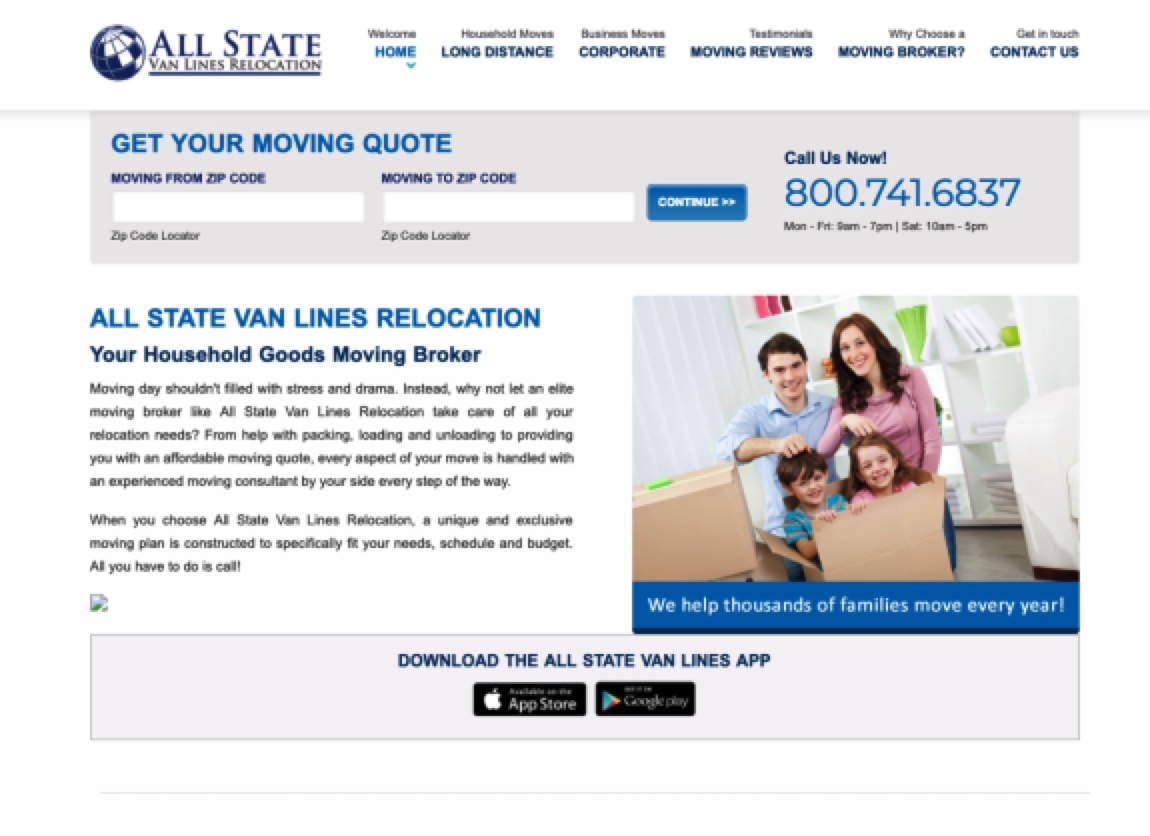 ALL STATE
VAN LINES RELOCATION
Welcome
HOME
Household Moves
LONG DISTANCE
Business Moves
CORPORATE
Testimonials
MOVING REVIEWS
Why Choose a
MOVING BROKER?
Get in touch
CONTACT US
GET YOUR MOVING QUOTE
MOVING FROM ZIP CODE
Zip Code Locator
MOVING TO ZIP CODE
Zip Code Locator
CONTINUE >>
Call Us Now!
800.741.6837
Mon - Fri: 9am - 7pm | Sat: 10am - 5pm
ALL STATE VAN LINES RELOCATION
Your Household Goods Moving Broker
Moving day shouldn't filled with stress and drama. Instead, why not let an elite
moving broker like All State Van Lines Relocation take care of all your
relocation needs? From help with packing, loading and unloading to providing
you with an affordable moving quote, every aspect of your move is handled with
an experienced moving consultant by your side every step of the way.
When you choose All State Van Lines Relocation, a unique and exclusive
moving plan is constructed to specifically fit your needs, schedule and budget.
All you have to do is call!
We help thousands of families move every year!
DOWNLOAD THE ALL STATE VAN LINES APP
Available on the
App Store
GET IT ON
Google play